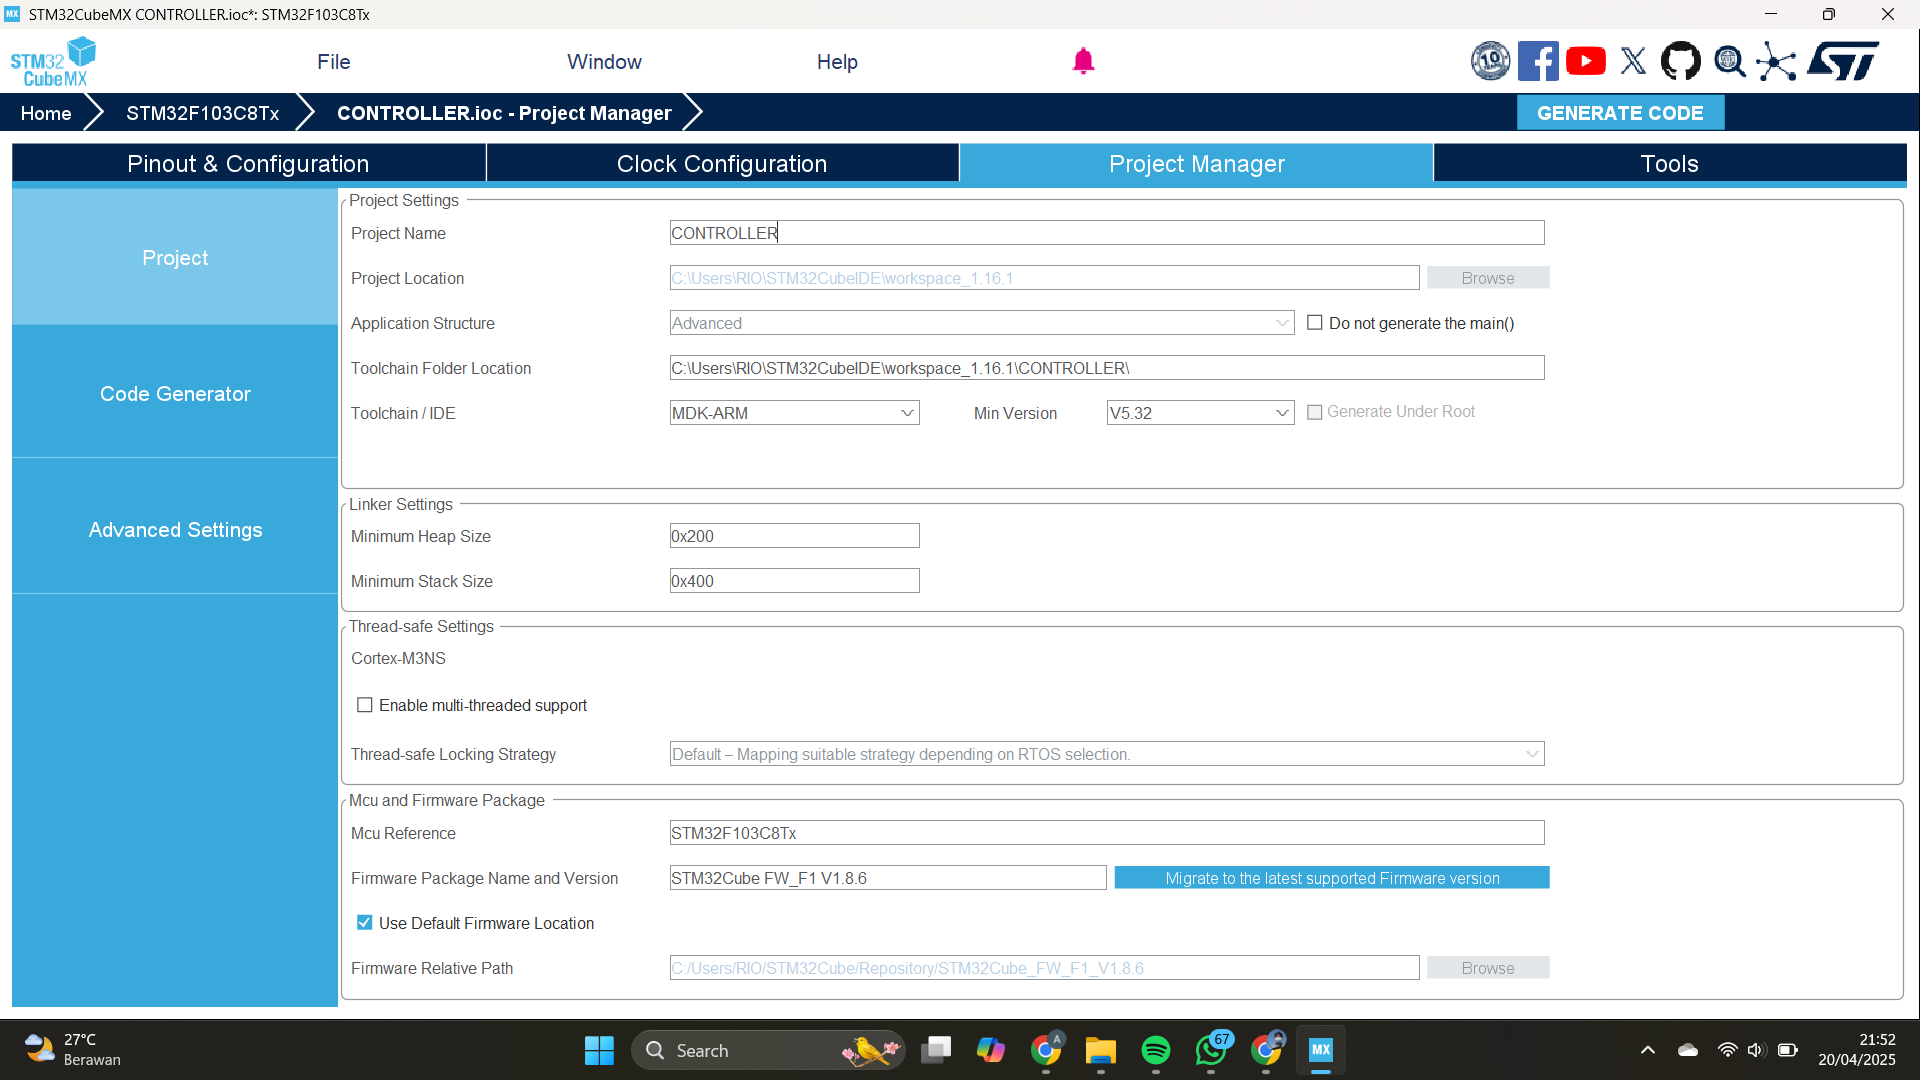 MX STM32CubeMX CONTROLLER.ioc*: STM32F103C8Tx
STM32 CubeMX
File
Window
Help
10
ST
Home
STM32F103C8Tx
CONTROLLER.ioc - Project Manager
GENERATE CODE
Pinout & Configuration
Clock Configuration
Project Manager
Tools
Project
Code Generator
Advanced Settings
Project Settings
Project Name
CONTROLLER
Project Location
C:\Users\RIO\STM32CubeIDE\workspace_1.16.1
Browse
Application Structure
Advanced
Do not generate the main()
Toolchain Folder Location
C:\Users\RIO\STM32CubeIDE\workspace_1.16.1\CONTROLLER\
Toolchain / IDE
MDK-ARM
Min Version
V5.32
Generate Under Root
Linker Settings
Minimum Heap Size
0x200
Minimum Stack Size
0x400
Thread-safe Settings
Cortex-M3NS
Enable multi-threaded support
Thread-safe Locking Strategy
Default – Mapping suitable strategy depending on RTOS selection.
Mcu and Firmware Package
Mcu Reference
STM32F103C8Tx
Firmware Package Name and Version
STM32Cube FW_F1 V1.8.6
Migrate to the latest supported Firmware version
Use Default Firmware Location
Firmware Relative Path
C:/Users/RIO/STM32Cube/Repository/STM32Cube_FW_F1_V1.8.6
Browse
27°C
Berawan
Search
A
67
MX
21:52
20/04/2025